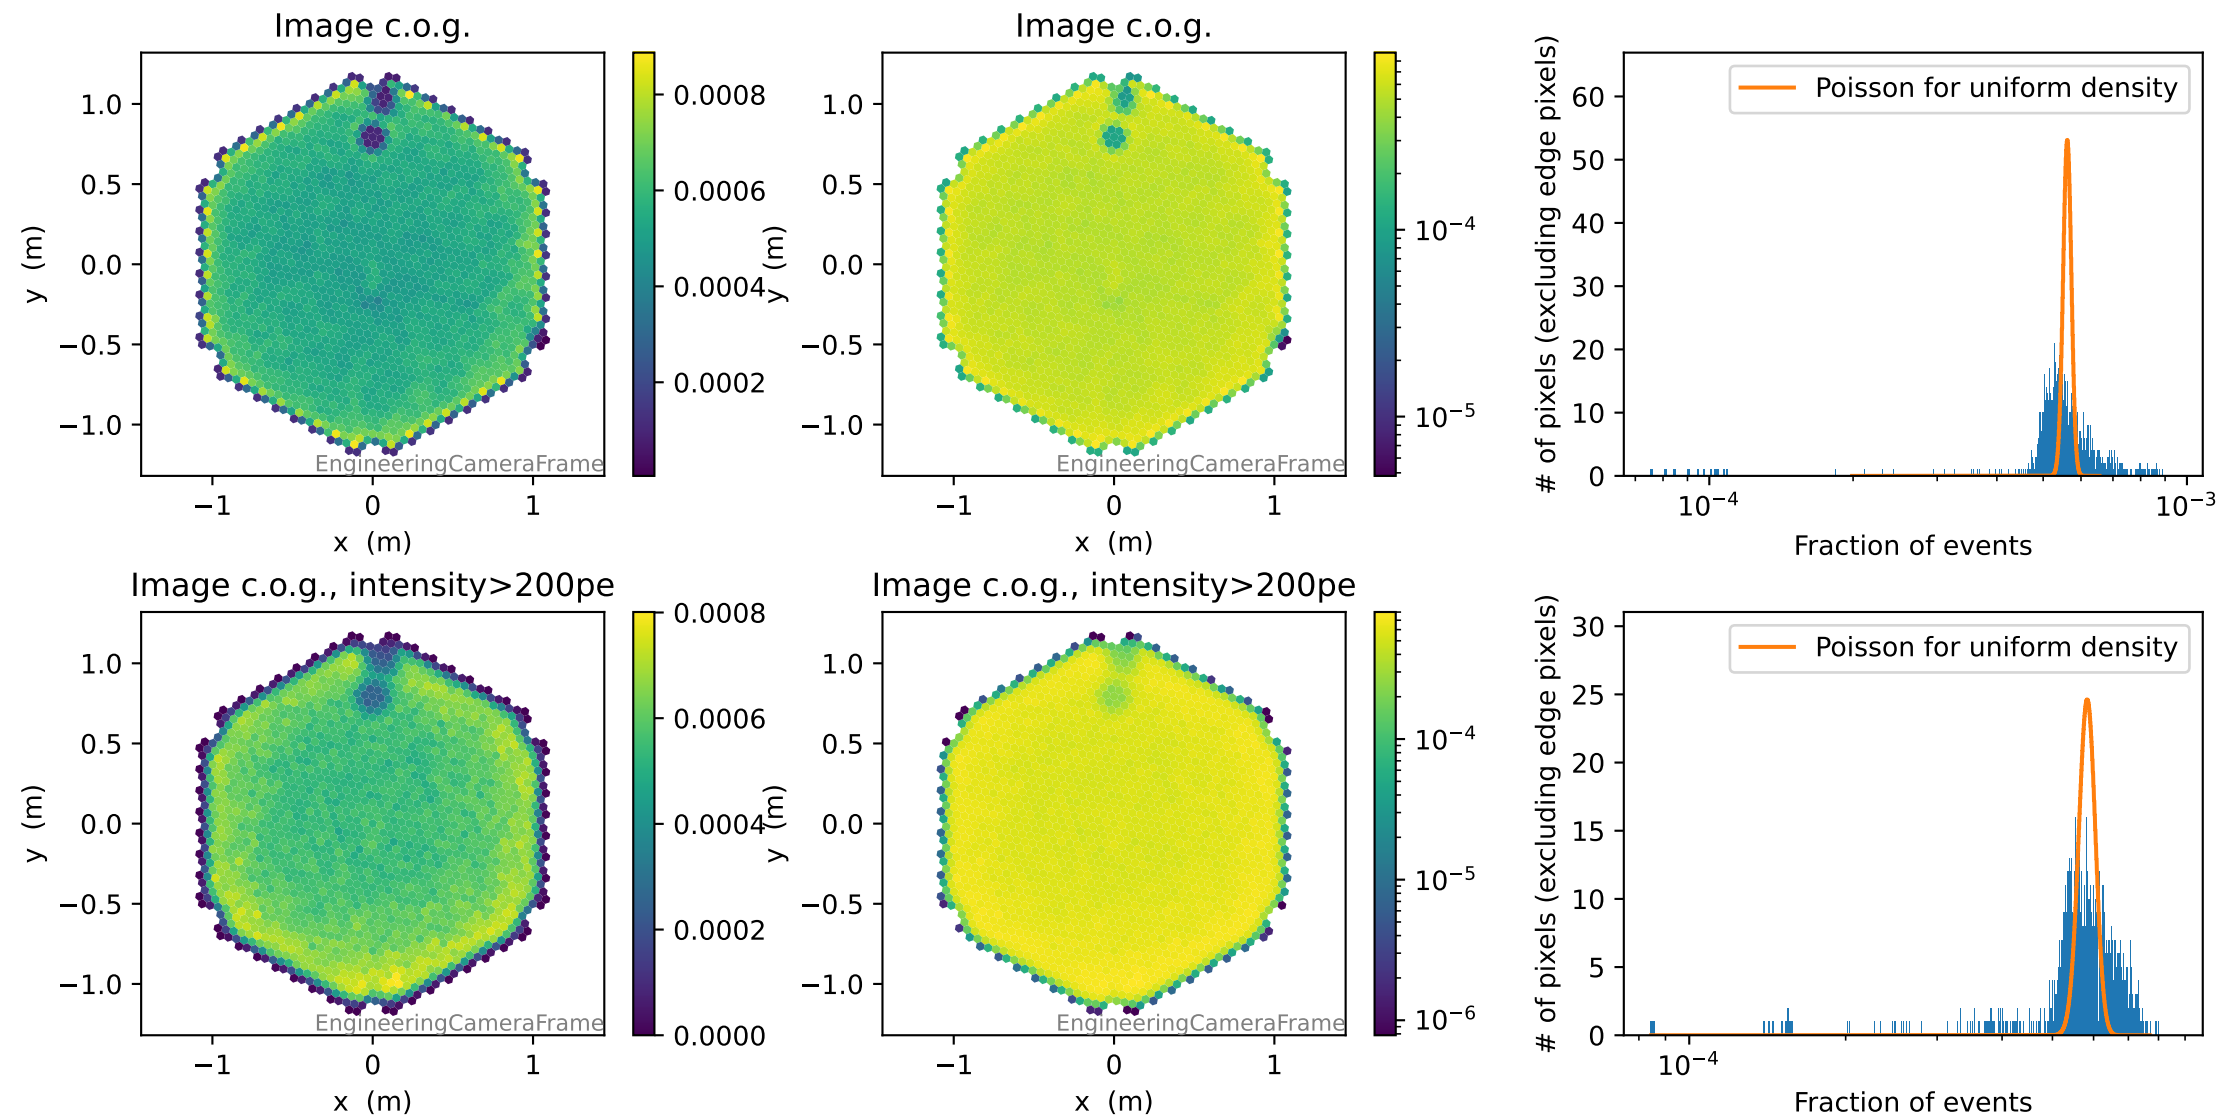 Image c.o.g.
1.0
0.5
0.0
−0.5
−1.0
y (m)
−1 0 1
x (m)
EngineeringCameraFrame
0.0008
0.0006
0.0004
0.0002
Image c.o.g.
1.0
0.5
0.0
−0.5
−1.0
y (m)
−1 0 1
x (m)
EngineeringCameraFrame
10⁻⁴
10⁻⁵
# of pixels (excluding edge pixels)
60
50
40
30
20
10
0
Poisson for uniform density
10⁻⁴ 10⁻³
Fraction of events
Image c.o.g., intensity>200pe
1.0
0.5
0.0
−0.5
−1.0
y (m)
−1 0 1
x (m)
EngineeringCameraFrame
0.0008
0.0006
0.0004
0.0002
0.0000
Image c.o.g., intensity>200pe
1.0
0.5
0.0
−0.5
−1.0
y (m)
−1 0 1
x (m)
EngineeringCameraFrame
10⁻⁴
10⁻⁵
10⁻⁶
# of pixels (excluding edge pixels)
30
25
20
15
10
5
0
Poisson for uniform density
10⁻⁴
Fraction of events